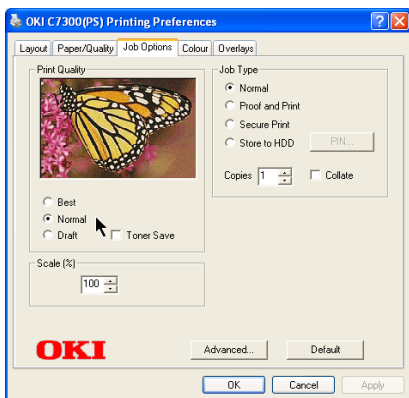 OKI C7300(PS) Printing Preferences
Layout Paper/Quality Job Options Colour Overlays
Print Quality
Best
Normal
Draft Toner Save
Scale (%)
100
Job Type
Normal
Proof and Print
Secure Print
Store to HDD PIN...
Copies 1 Collate
OKI
Advanced... Default
OK Cancel Apply